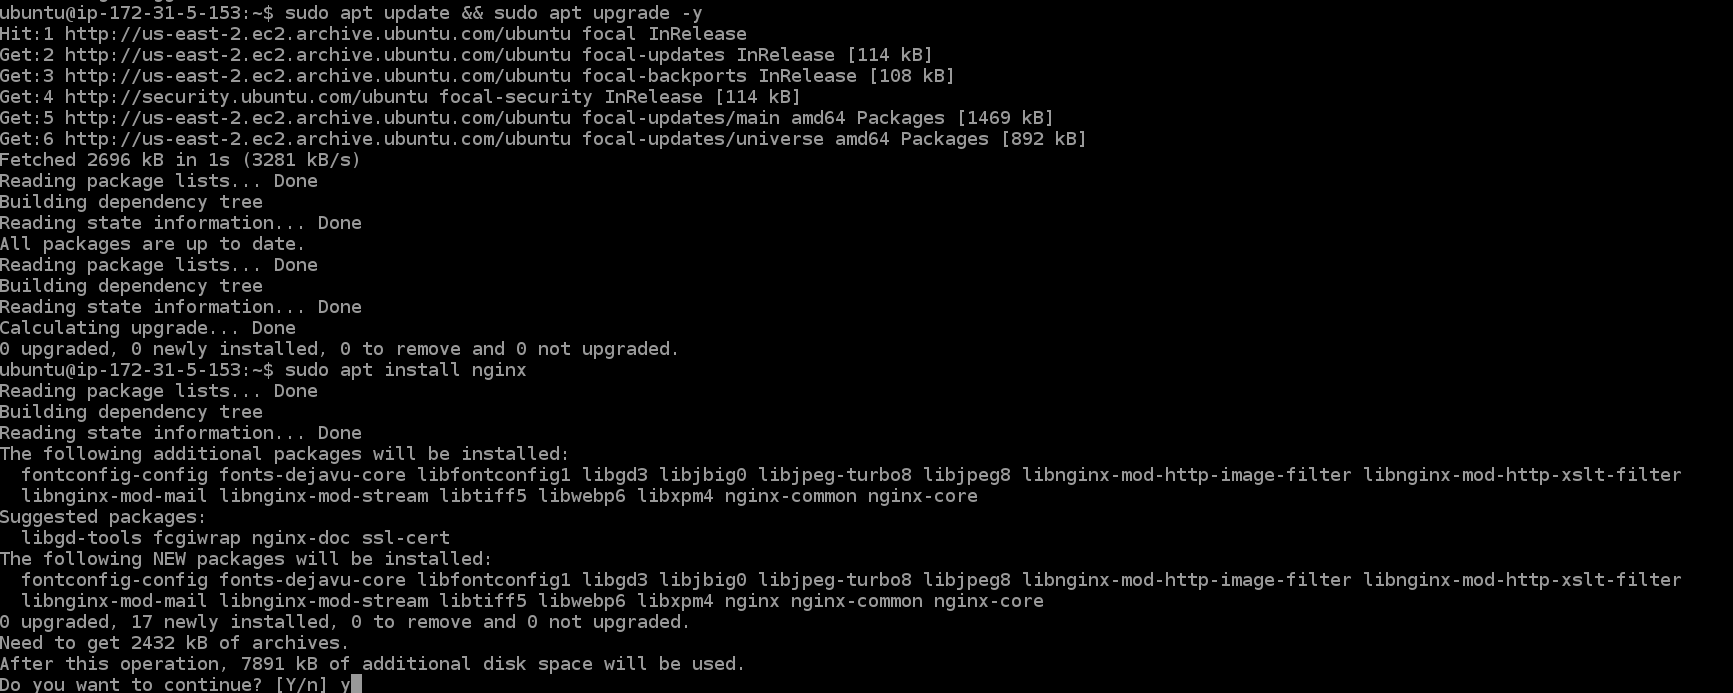 ubuntu@ip-172-31-5-153:~$ sudo apt update && sudo apt upgrade -y
Hit:1 http://us-east-2.ec2.archive.ubuntu.com/ubuntu focal InRelease
Get:2 http://us-east-2.ec2.archive.ubuntu.com/ubuntu focal-updates InRelease [114 kB]
Get:3 http://us-east-2.ec2.archive.ubuntu.com/ubuntu focal-backports InRelease [108 kB]
Get:4 http://security.ubuntu.com/ubuntu focal-security InRelease [114 kB]
Get:5 http://us-east-2.ec2.archive.ubuntu.com/ubuntu focal-updates/main amd64 Packages [1469 kB]
Get:6 http://us-east-2.ec2.archive.ubuntu.com/ubuntu focal-updates/universe amd64 Packages [892 kB]
Fetched 2696 kB in 1s (3281 kB/s)
Reading package lists... Done
Building dependency tree
Reading state information... Done
All packages are up to date.
Reading package lists... Done
Building dependency tree
Reading state information... Done
Calculating upgrade... Done
0 upgraded, 0 newly installed, 0 to remove and 0 not upgraded.
ubuntu@ip-172-31-5-153:~$ sudo apt install nginx
Reading package lists... Done
Building dependency tree
Reading state information... Done
The following additional packages will be installed:
  fontconfig-config fonts-dejavu-core libfontconfig1 libgd3 libjbig0 libjpeg-turbo8 libjpeg8 libnginx-mod-http-image-filter libnginx-mod-http-xslt-filter
  libnginx-mod-mail libnginx-mod-stream libtiff5 libwebp6 libxpm4 nginx-common nginx-core
Suggested packages:
  libgd-tools fcgiwrap nginx-doc ssl-cert
The following NEW packages will be installed:
  fontconfig-config fonts-dejavu-core libfontconfig1 libgd3 libjbig0 libjpeg-turbo8 libjpeg8 libnginx-mod-http-image-filter libnginx-mod-http-xslt-filter
  libnginx-mod-mail libnginx-mod-stream libtiff5 libwebp6 libxpm4 nginx nginx-common nginx-core
0 upgraded, 17 newly installed, 0 to remove and 0 not upgraded.
Need to get 2432 kB of archives.
After this operation, 7891 kB of additional disk space will be used.
Do you want to continue? [Y/n] y